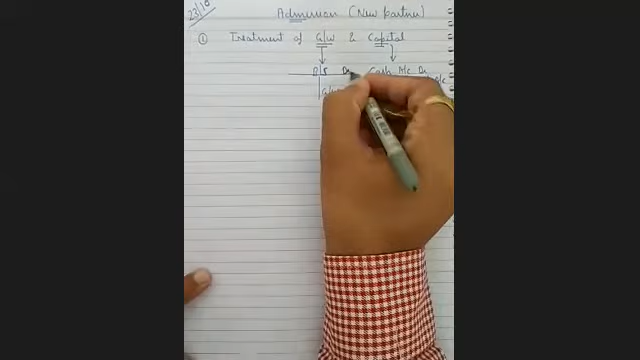 23/10
Admission (New partner)
① Treatment of G/W & Capital
B/S Dr Cash A/c Dr
G/W A/c